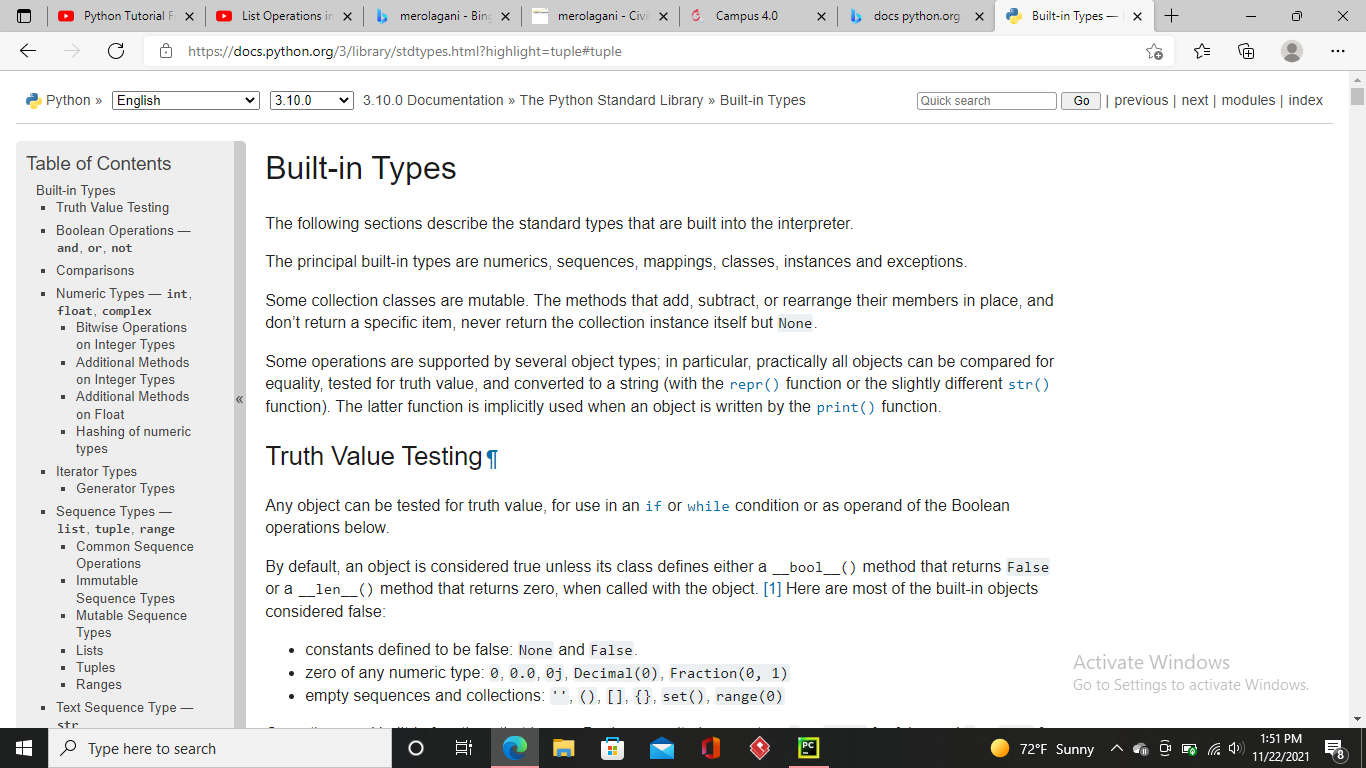 Python Tutorial F
List Operations in
merolagani - Bing
merolagani - Civil
Campus 4.0
docs python.org
Built-in Types —
https://docs.python.org/3/library/stdtypes.html?highlight=tuple#tuple
Python » English 3.10.0 3.10.0 Documentation » The Python Standard Library » Built-in Types
Quick search Go | previous | next | modules | index
Table of Contents
Built-in Types
Truth Value Testing
Boolean Operations —
and, or, not
Comparisons
Numeric Types — int,
float, complex
Bitwise Operations
on Integer Types
Additional Methods
on Integer Types
Additional Methods
on Float
Hashing of numeric
types
Iterator Types
Generator Types
Sequence Types —
list, tuple, range
Common Sequence
Operations
Immutable
Sequence Types
Mutable Sequence
Types
Lists
Tuples
Ranges
Text Sequence Type —
str
«
Built-in Types
The following sections describe the standard types that are built into the interpreter.
The principal built-in types are numerics, sequences, mappings, classes, instances and exceptions.
Some collection classes are mutable. The methods that add, subtract, or rearrange their members in place, and
don’t return a specific item, never return the collection instance itself but None.
Some operations are supported by several object types; in particular, practically all objects can be compared for
equality, tested for truth value, and converted to a string (with the repr() function or the slightly different str()
function). The latter function is implicitly used when an object is written by the print() function.
Truth Value Testing¶
Any object can be tested for truth value, for use in an if or while condition or as operand of the Boolean
operations below.
By default, an object is considered true unless its class defines either a __bool__() method that returns False
or a __len__() method that returns zero, when called with the object. [1] Here are most of the built-in objects
considered false:
• constants defined to be false: None and False.
• zero of any numeric type: 0, 0.0, 0j, Decimal(0), Fraction(0, 1)
• empty sequences and collections: '', (), [], {}, set(), range(0)
Activate Windows
Go to Settings to activate Windows.
Type here to search
PC
72°F Sunny
1:51 PM
11/22/2021
8